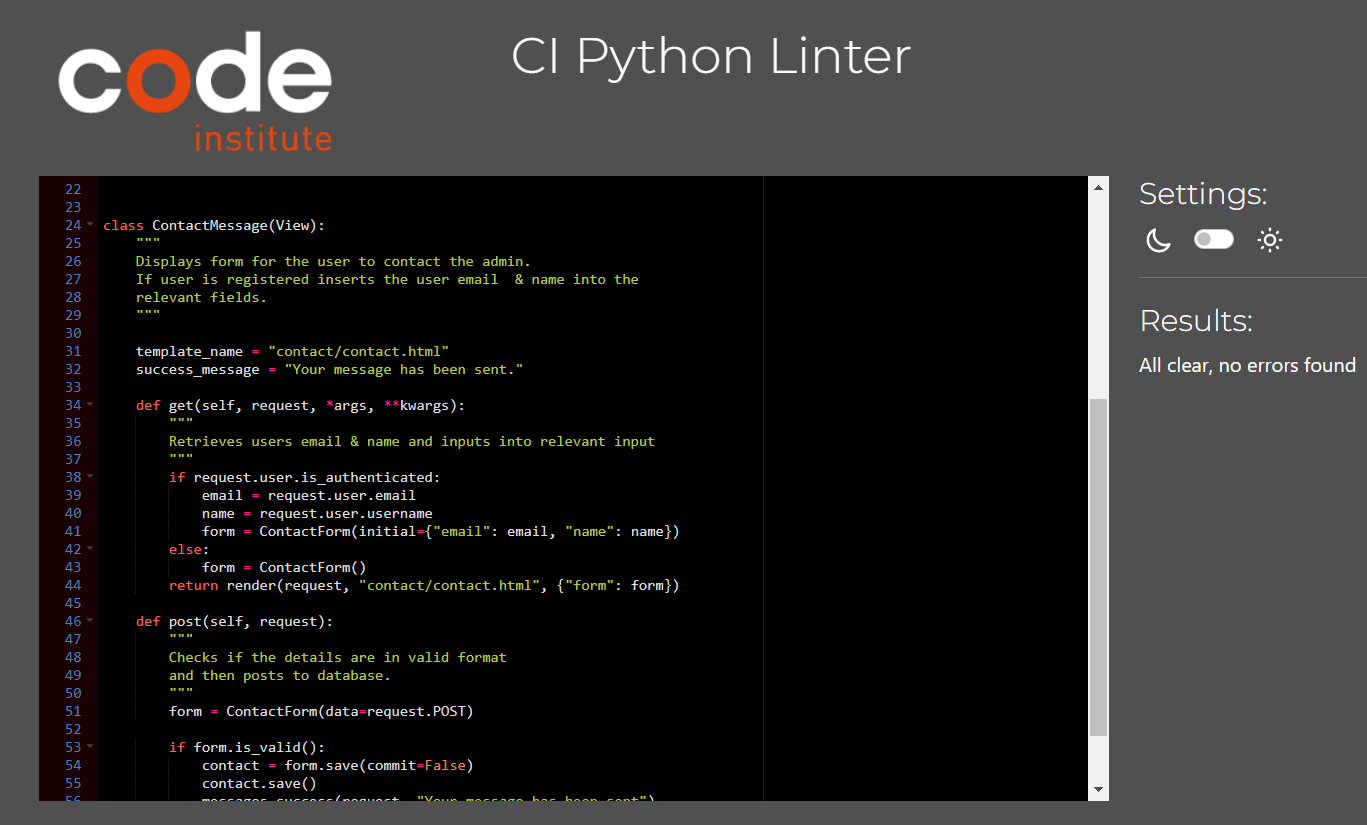 code
institute
CI Python Linter
22
23
24 class ContactMessage(View):
25 """
26 Displays form for the user to contact the admin.
27 If user is registered inserts the user email  & name into the
28 relevant fields.
29 """
30
31 template_name = "contact/contact.html"
32 success_message = "Your message has been sent."
33
34 def get(self, request, *args, **kwargs):
35 """
36 Retrieves users email & name and inputs into relevant input
37 """
38 if request.user.is_authenticated:
39 email = request.user.email
40 name = request.user.username
41 form = ContactForm(initial={"email": email, "name": name})
42 else:
43 form = ContactForm()
44 return render(request, "contact/contact.html", {"form": form})
45
46 def post(self, request):
47 """
48 Checks if the details are in valid format
49 and then posts to database.
50 """
51 form = ContactForm(data=request.POST)
52
53 if form.is_valid():
54 contact = form.save(commit=False)
55 contact.save()
56 messages.success(request, "Your message has been sent")
Settings:
Results:
All clear, no errors found